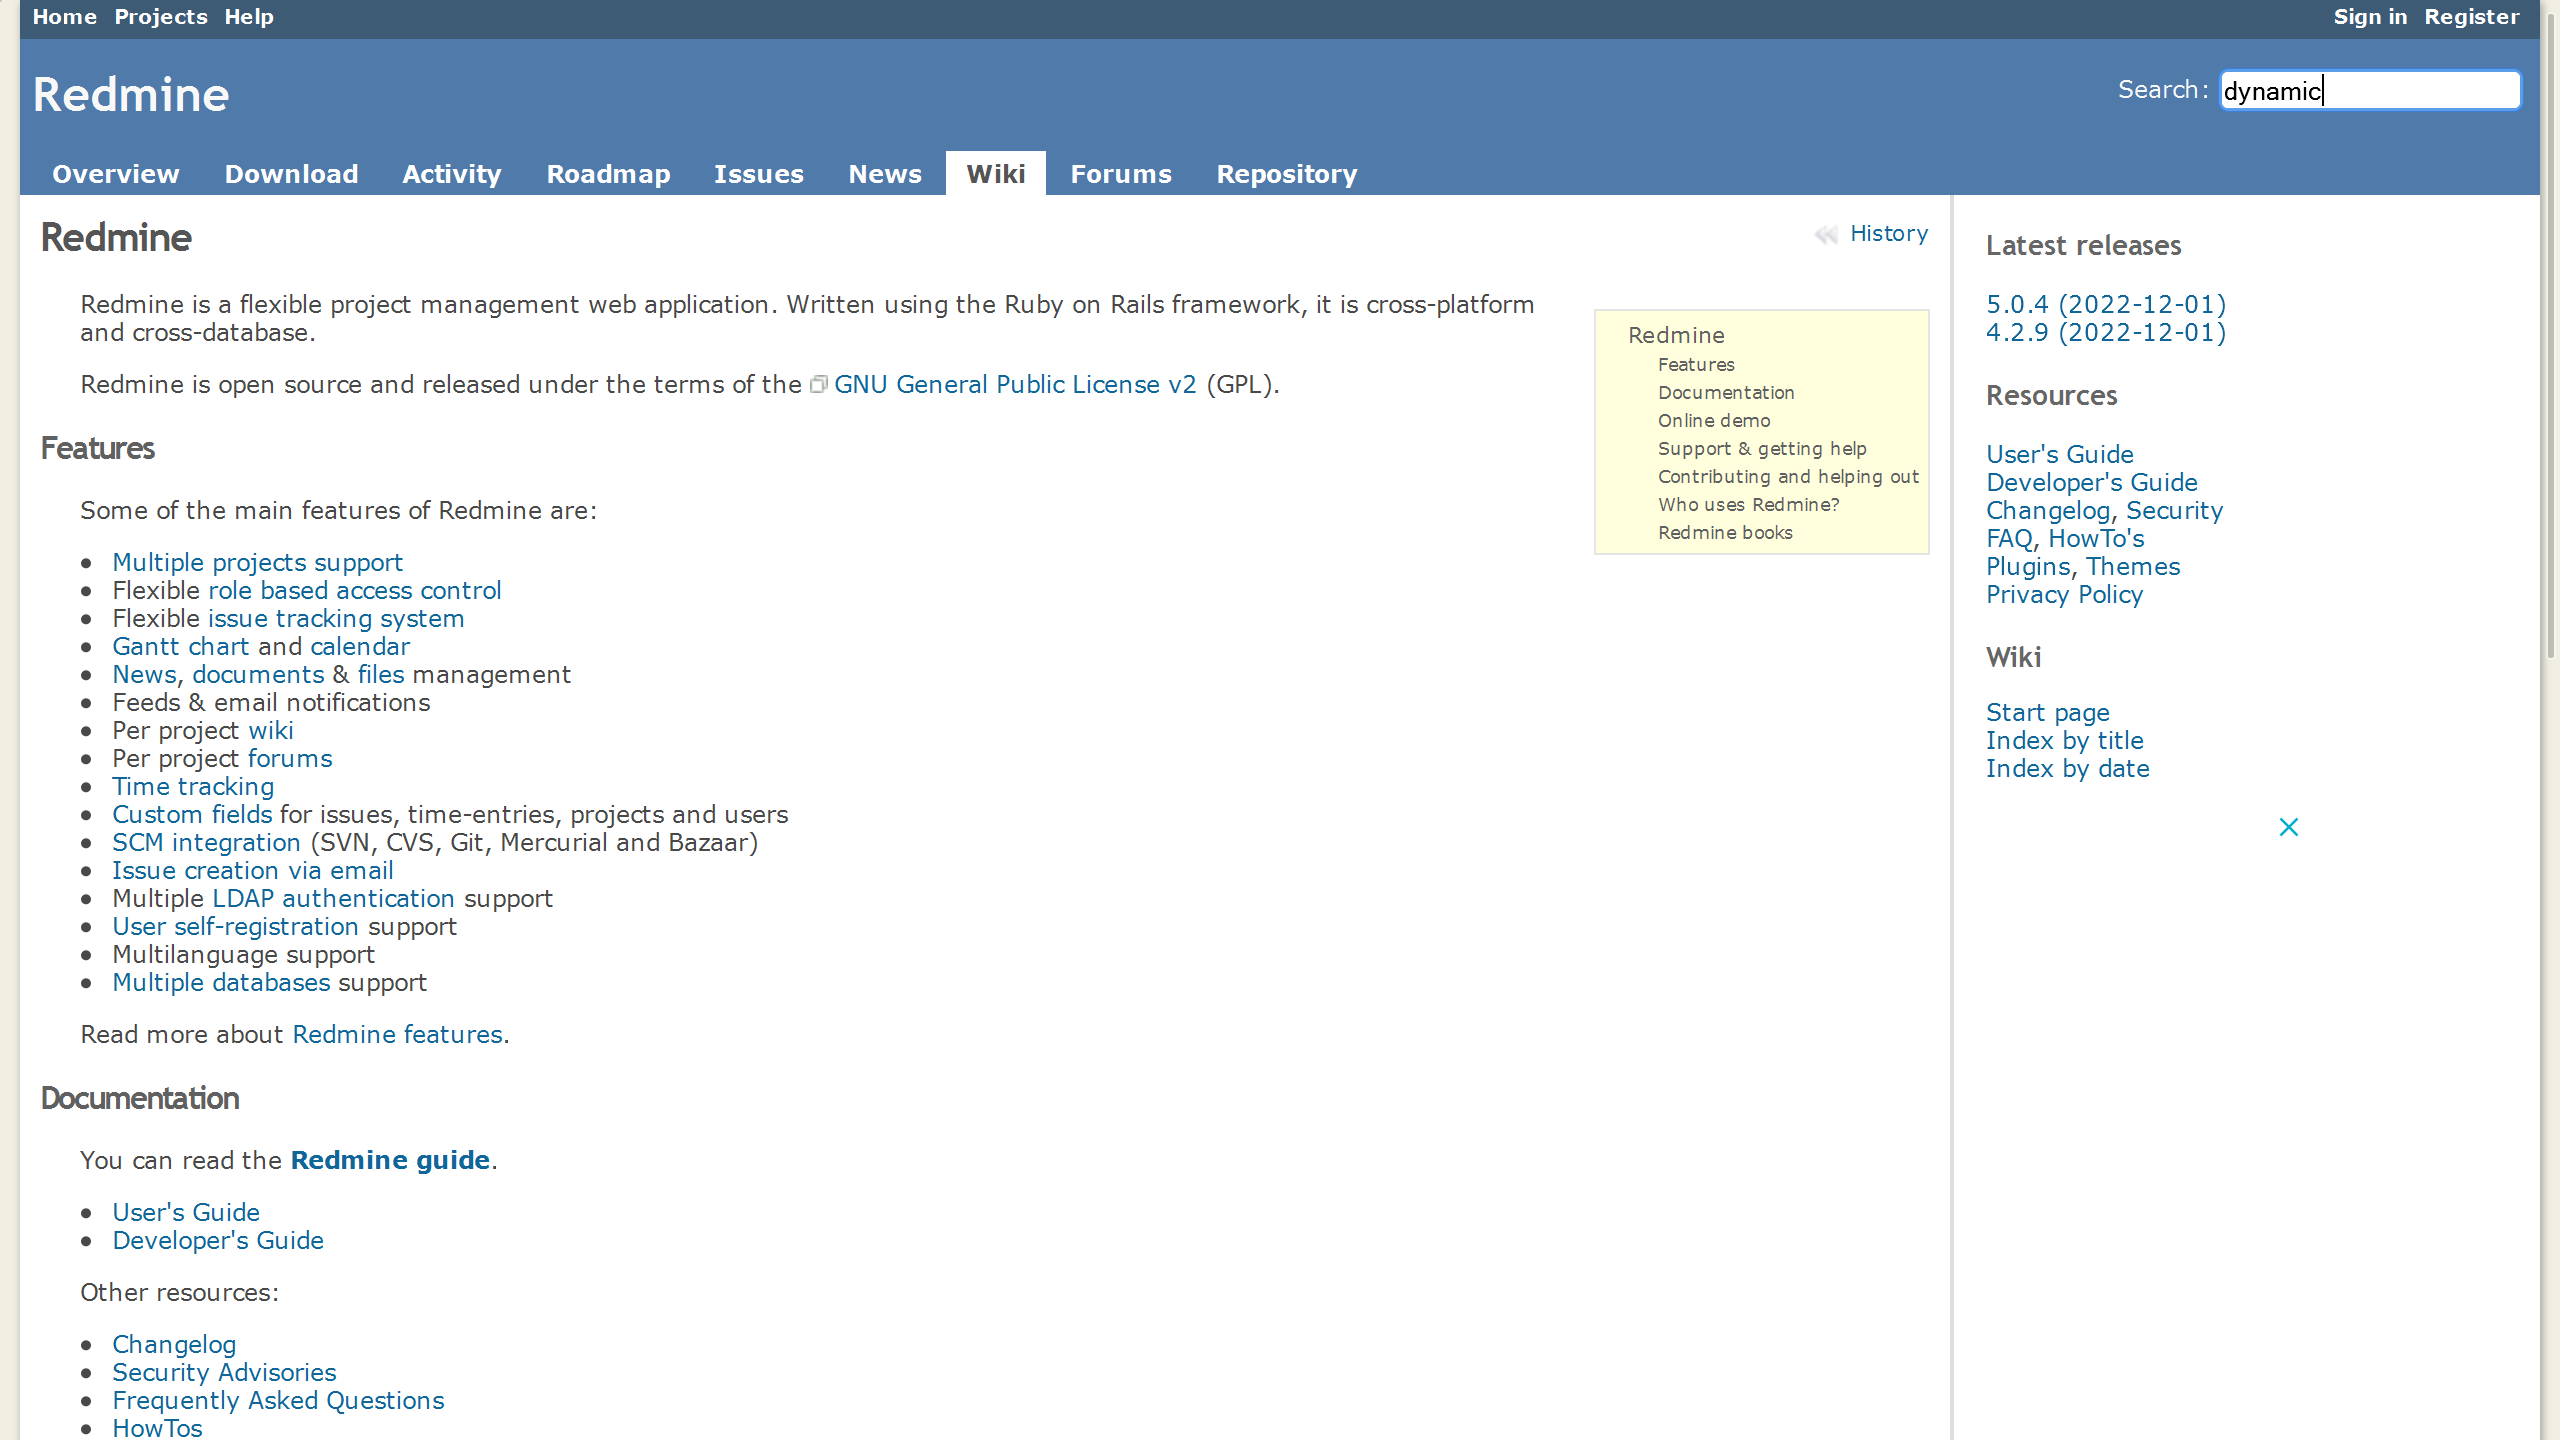 Home Projects Help Sign in Register
Redmine
Search: dynamic
Overview Download Activity Roadmap Issues News Wiki Forums Repository
Redmine
History
Redmine is a flexible project management web application. Written using the Ruby on Rails framework, it is cross-platform
and cross-database.
Redmine is open source and released under the terms of the GNU General Public License v2 (GPL).
Redmine
Features
Documentation
Online demo
Support & getting help
Contributing and helping out
Who uses Redmine?
Redmine books
Features
Some of the main features of Redmine are:
Multiple projects support
Flexible role based access control
Flexible issue tracking system
Gantt chart and calendar
News, documents & files management
Feeds & email notifications
Per project wiki
Per project forums
Time tracking
Custom fields for issues, time-entries, projects and users
SCM integration (SVN, CVS, Git, Mercurial and Bazaar)
Issue creation via email
Multiple LDAP authentication support
User self-registration support
Multilanguage support
Multiple databases support
Read more about Redmine features.
Documentation
You can read the Redmine guide.
User's Guide
Developer's Guide
Other resources:
Changelog
Security Advisories
Frequently Asked Questions
HowTos
Latest releases
5.0.4 (2022-12-01)
4.2.9 (2022-12-01)
Resources
User's Guide
Developer's Guide
Changelog, Security
FAQ, HowTo's
Plugins, Themes
Privacy Policy
Wiki
Start page
Index by title
Index by date